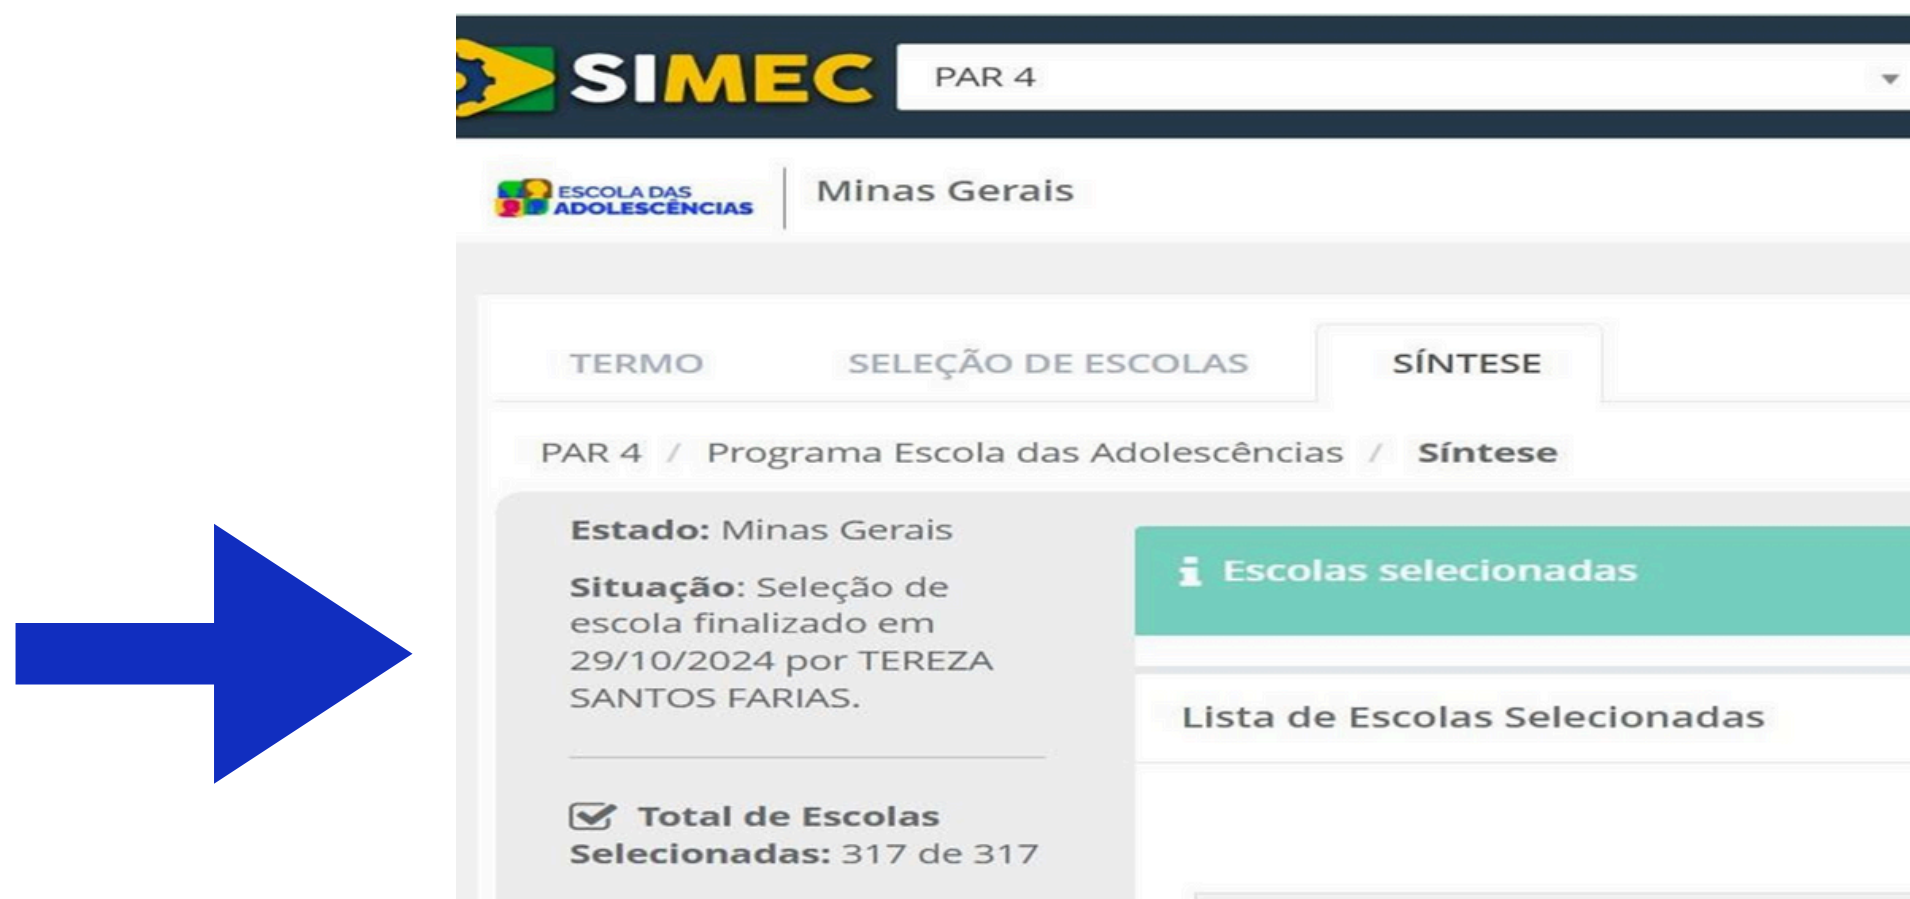 SIMEC
PAR 4
ESCOLA DAS
ADOLESCÊNCIAS
Minas Gerais
TERMO
SELEÇÃO DE ESCOLAS
SÍNTESE
PAR 4 / Programa Escola das Adolescências / Síntese
Estado: Minas Gerais
Situação: Seleção de
escola finalizado em
29/10/2024 por TEREZA
SANTOS FARIAS.
Total de Escolas
Selecionadas: 317 de 317
Escolas selecionadas
Lista de Escolas Selecionadas